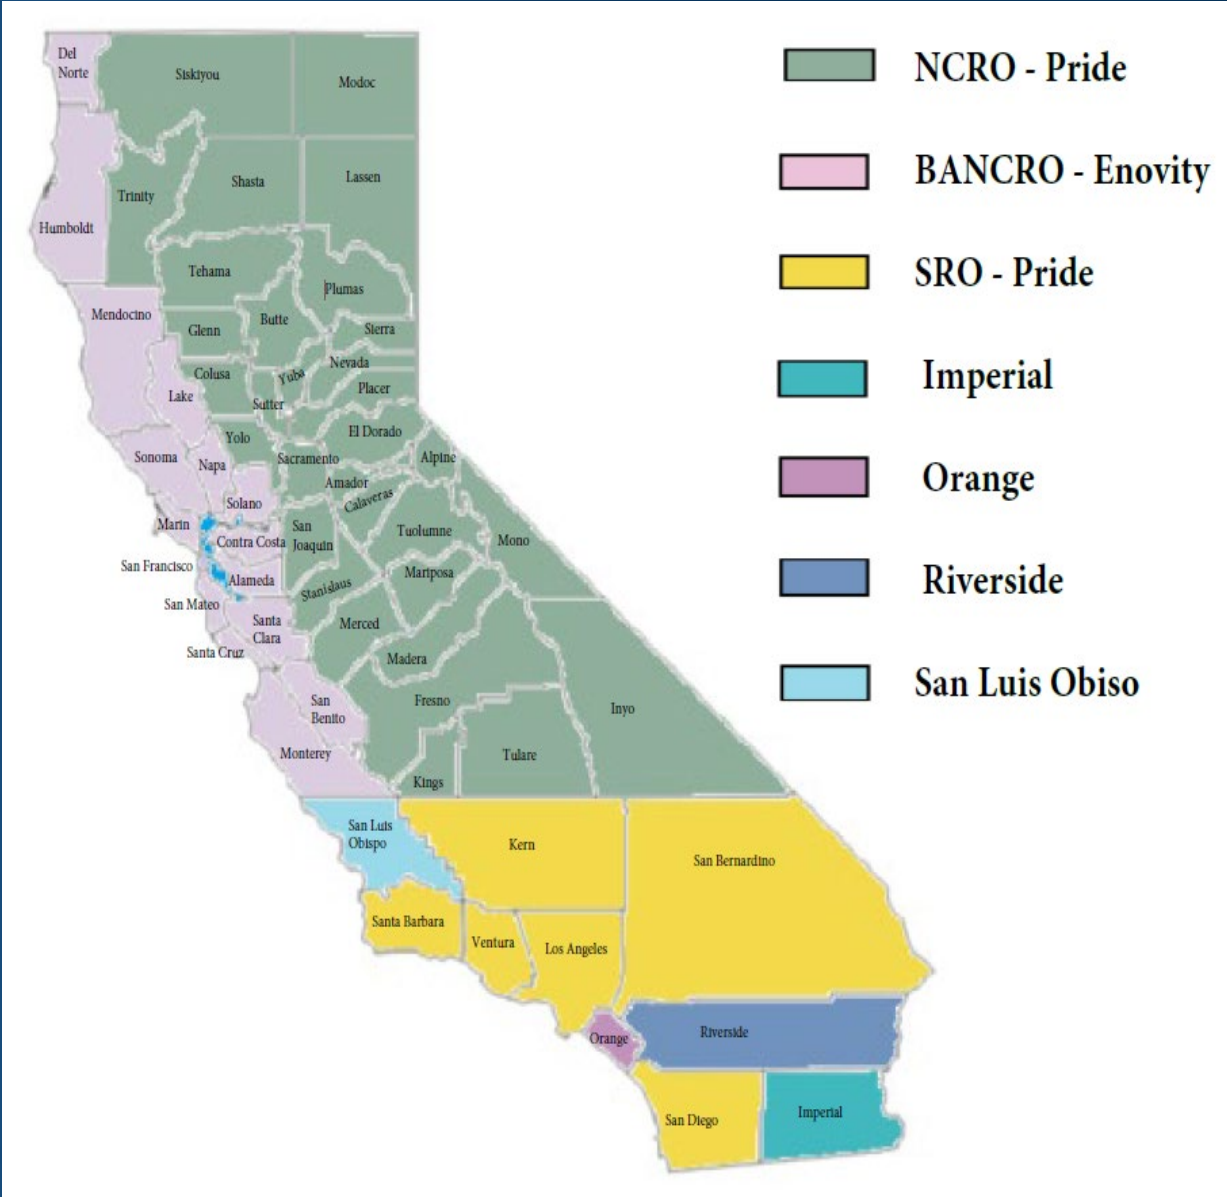 Del
Norte
Siskiyou
Modoc
Humboldt
Trinity
Shasta
Lassen
Tehama
Plumas
Mendocino
Glenn
Butte
Sierra
Colusa
Yuba
Nevada
Lake
Sutter
Placer
Yolo
El Dorado
Sonoma
Napa
Sacramento
Alpine
Amador
Solano
Calaveras
Marin
San
Joaquin
Tuolumne
Contra Costa
Mono
San Francisco
Alameda
Stanislaus
Mariposa
San Mateo
Santa
Clara
Merced
Santa Cruz
Madera
San
Benito
Fresno
Inyo
Monterey
Kings
Tulare
San Luis
Obispo
Kern
San Bernardino
Santa Barbara
Ventura
Los Angeles
Orange
Riverside
San Diego
Imperial
NCRO - Pride
BANCRO - Enovity
SRO - Pride
Imperial
Orange
Riverside
San Luis Obiso